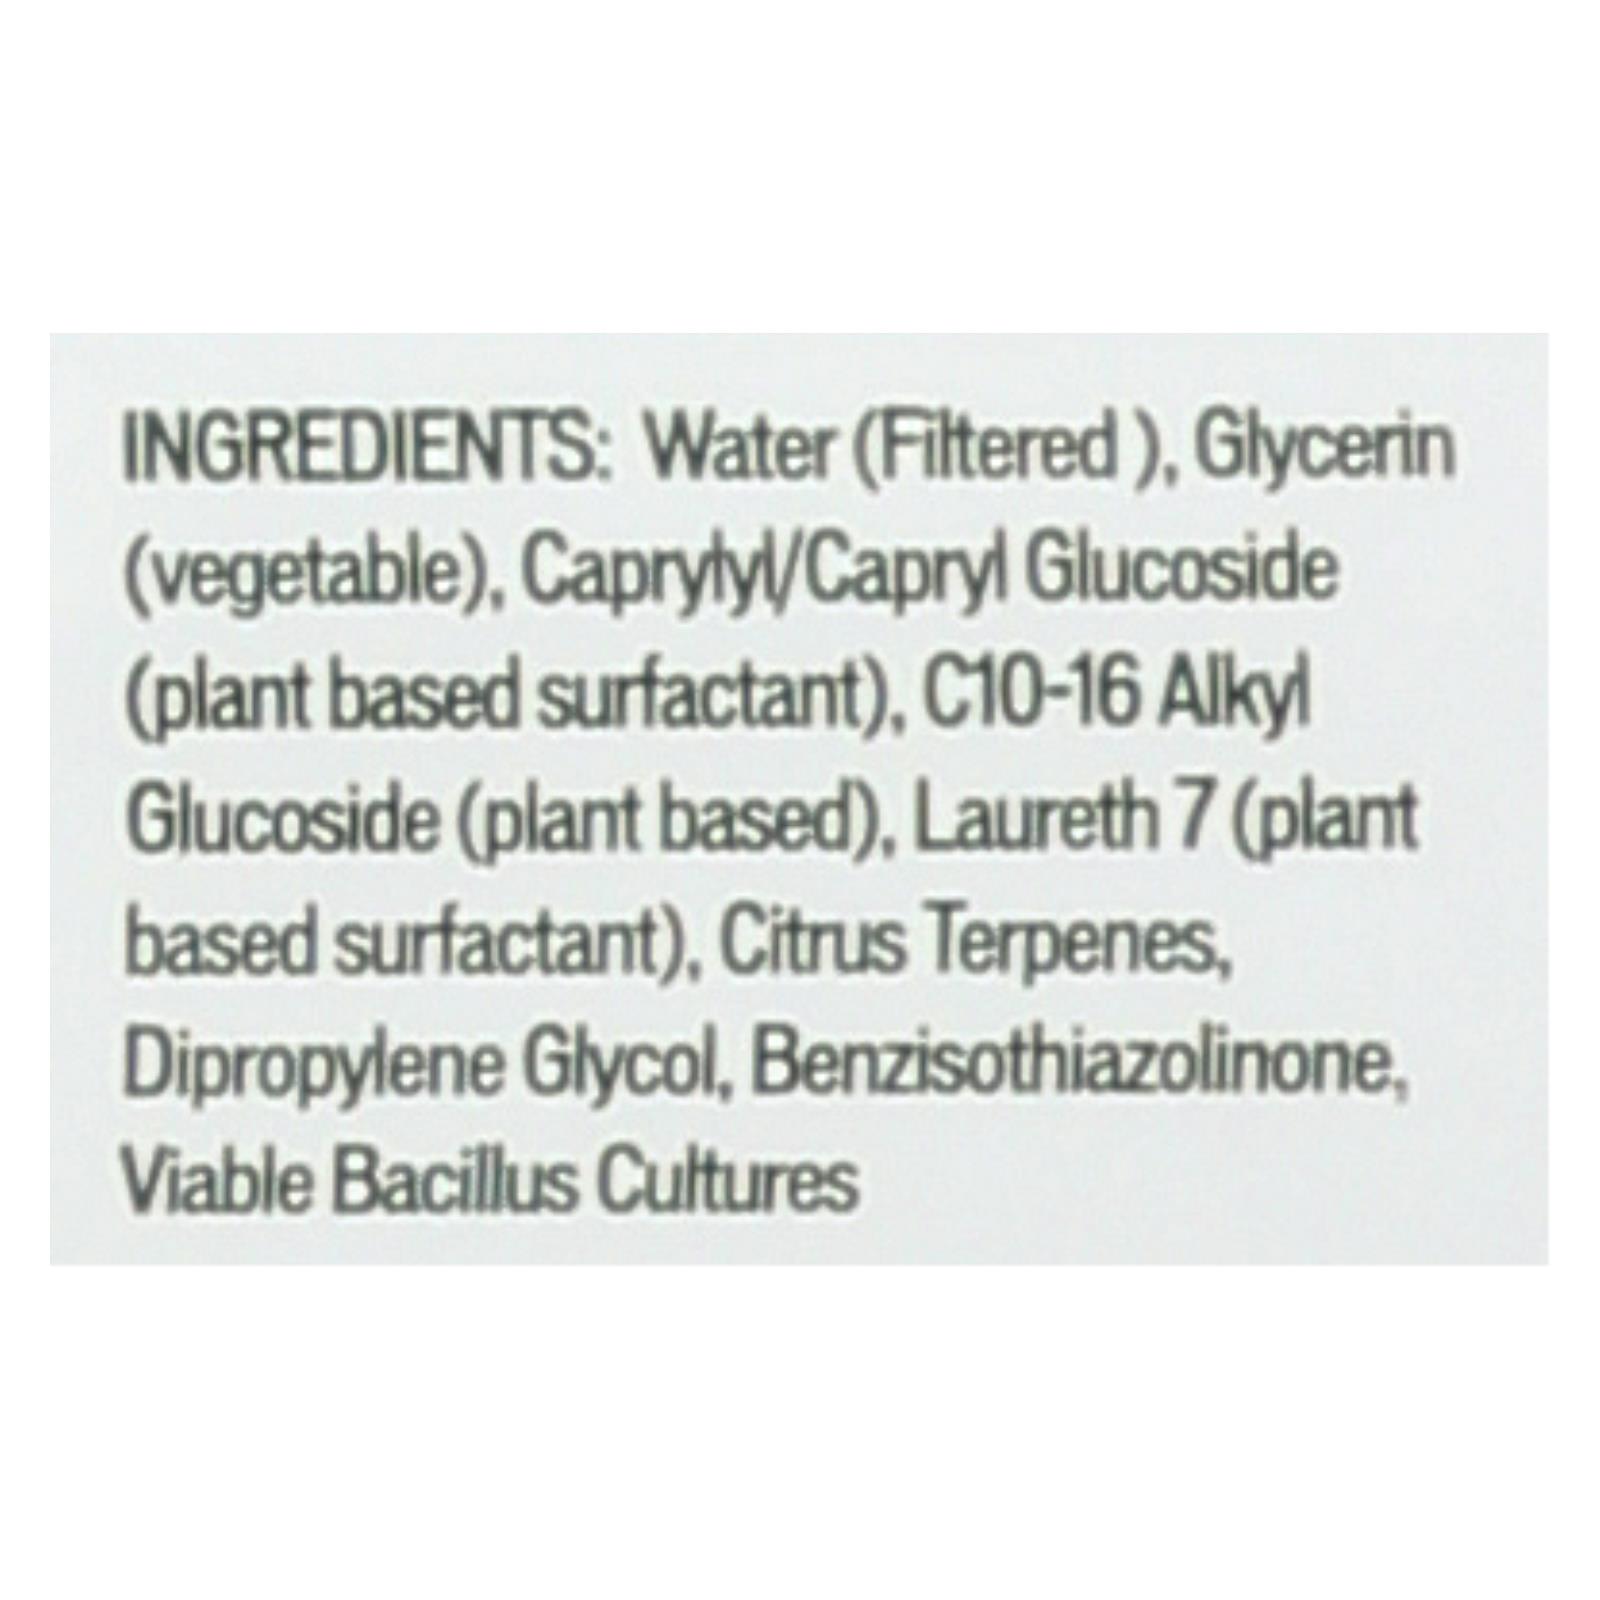 INGREDIENTS: Water (Filtered ), Glycerin
(vegetable), Caprylyl/Capryl Glucoside
(plant based surfactant), C10-16 Alkyl
Glucoside (plant based), Laureth 7 (plant
based surfactant), Citrus Terpenes,
Dipropylene Glycol, Benzisothiazolinone,
Viable Bacillus Cultures